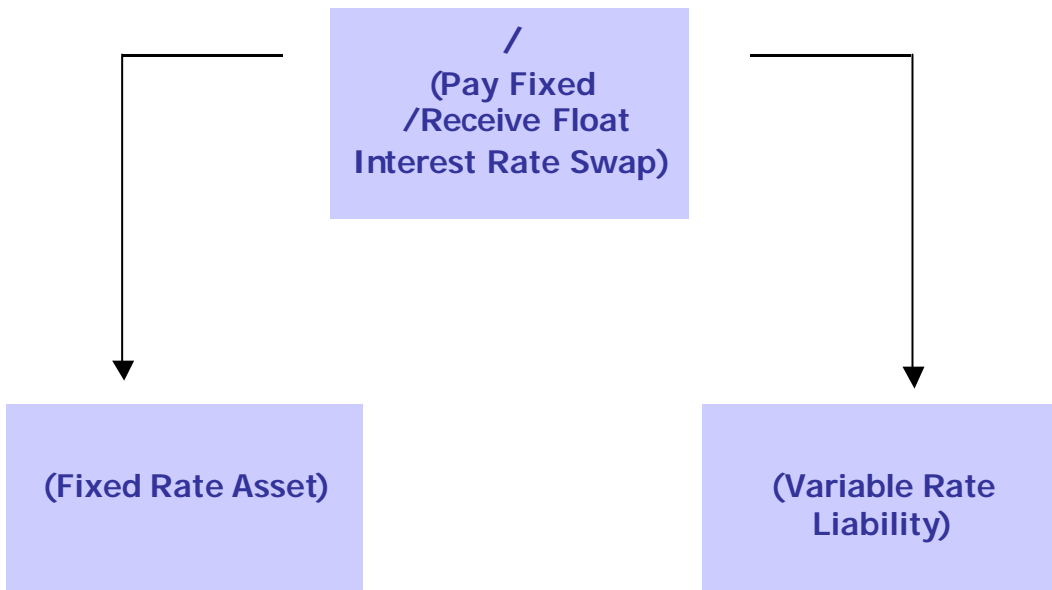 /
(Pay Fixed
/Receive Float
Interest Rate Swap)
(Fixed Rate Asset)
(Variable Rate
Liability)